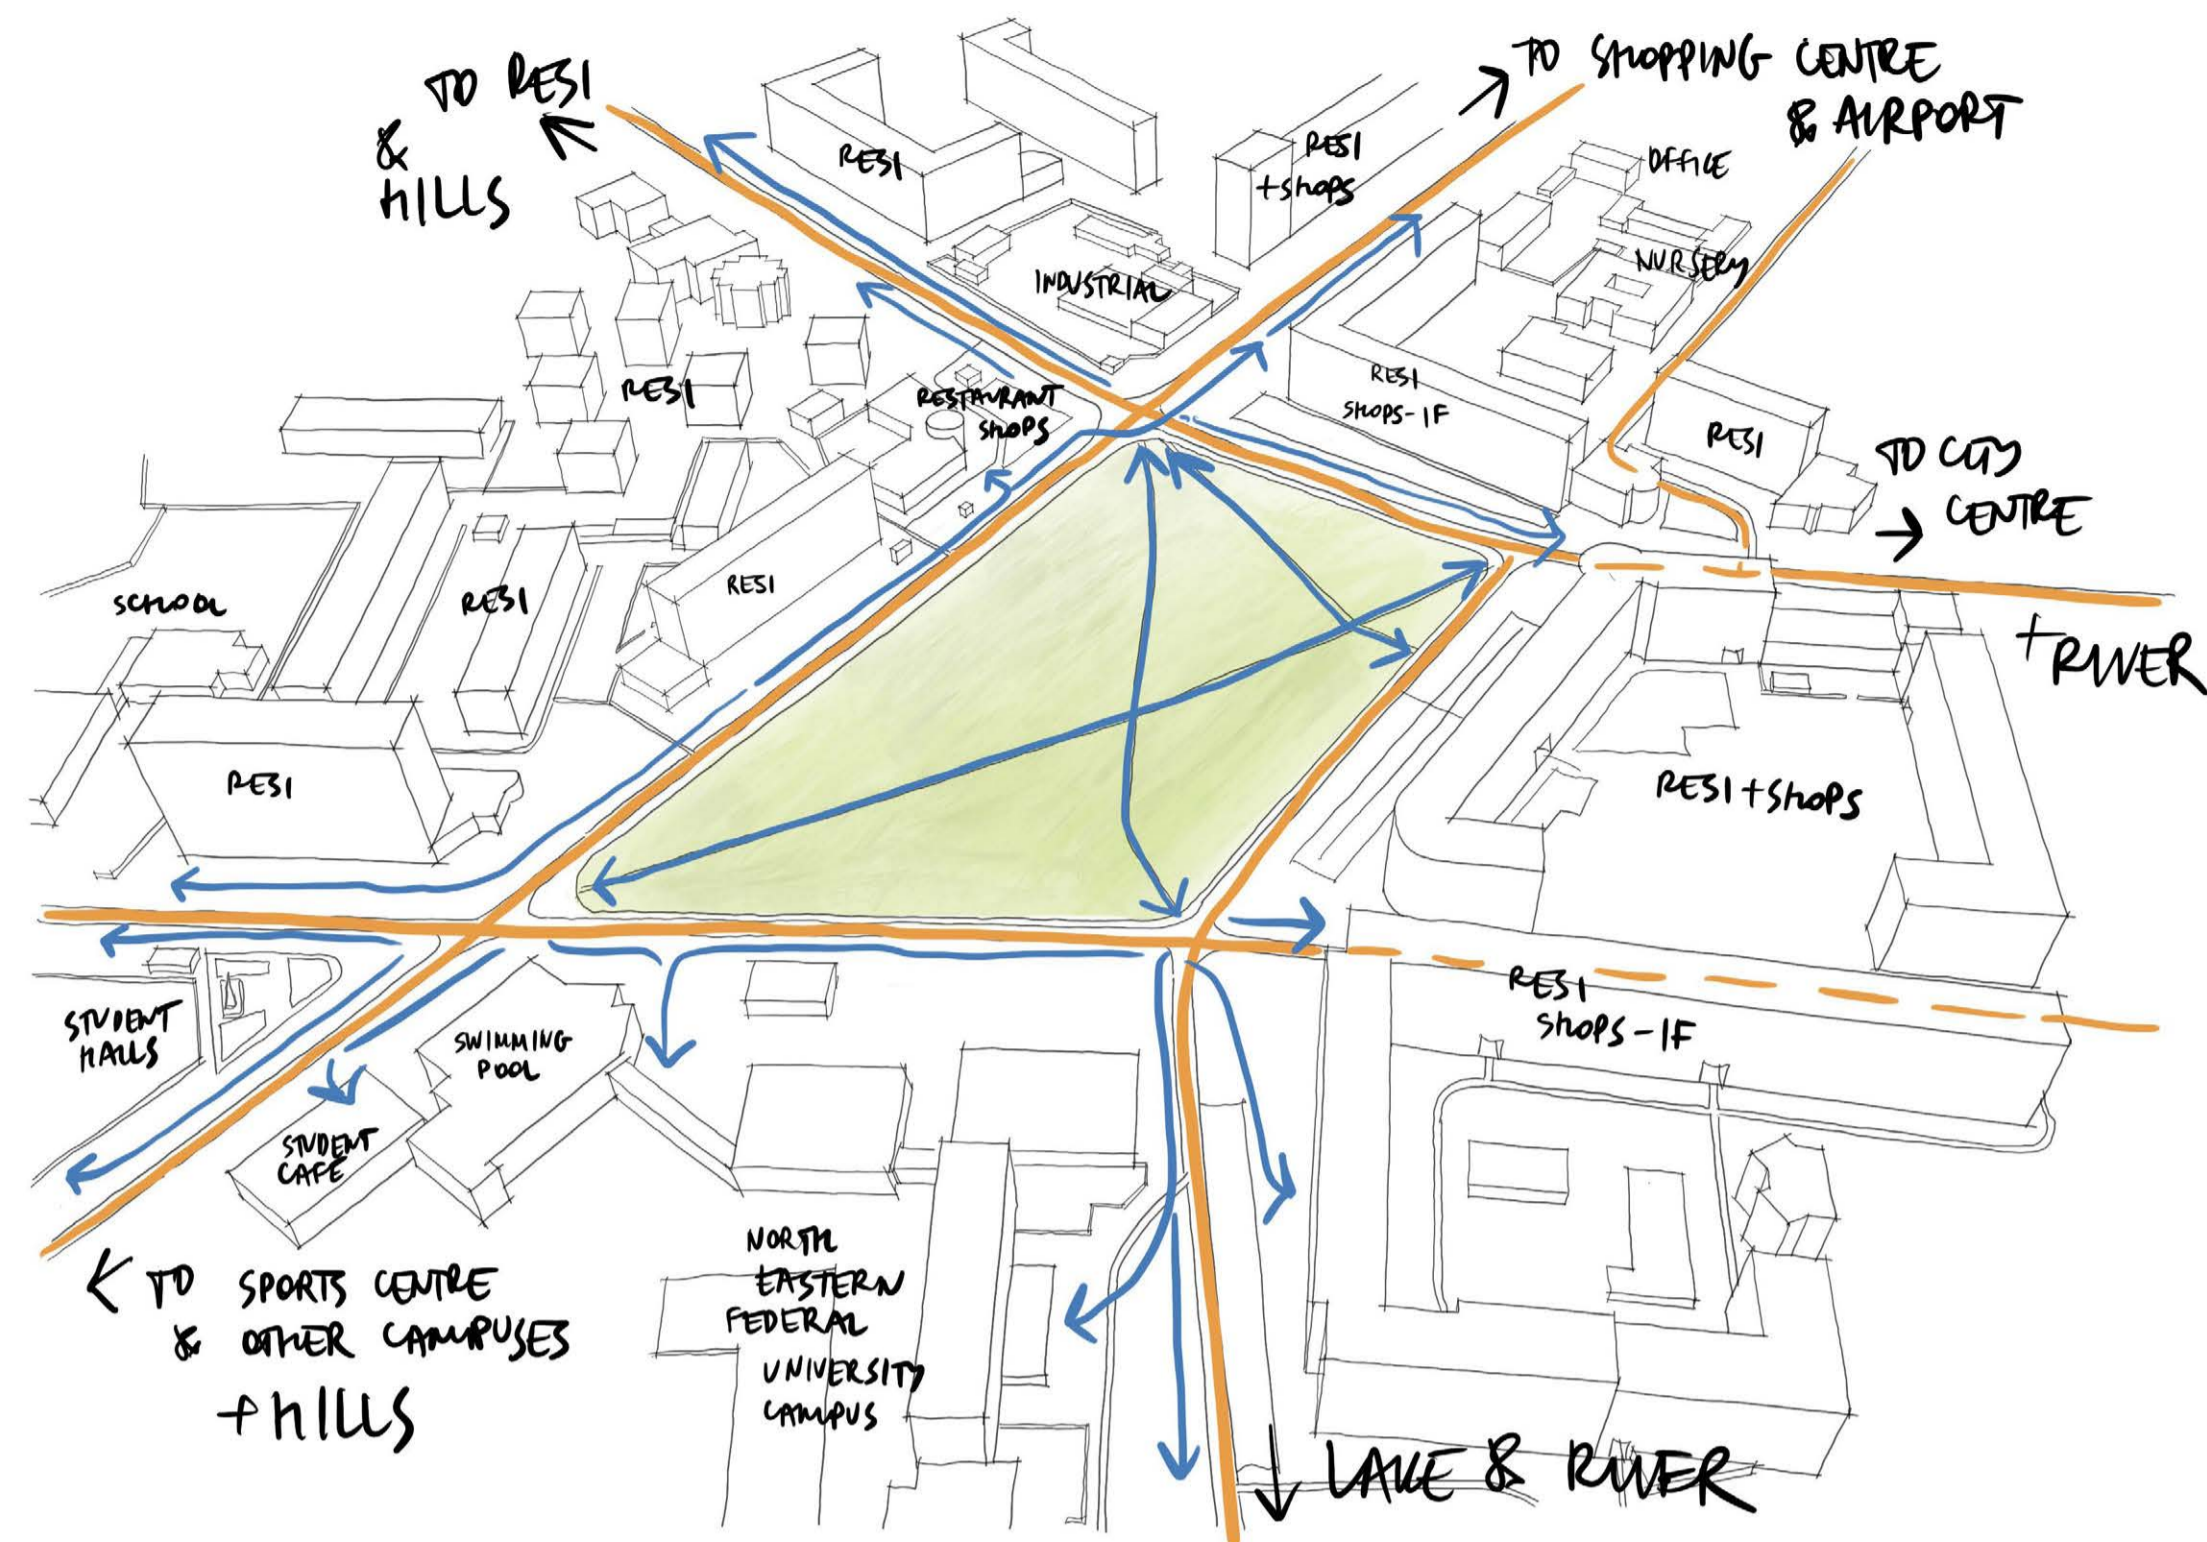 TO RESI
&
HILLS
TO SHOPPING CENTRE
& AIRPORT
RESI
RESI
+SHOPS
OFFICE
NURSERY
INDUSTRIAL
RESI
RESTAURANT
SHOPS
RESI
SHOPS-1F
RESI
TO CITY
CENTRE
+RIVER
SCHOOL
RESI
RESI
RESI
RESI+SHOPS
RESI
SHOPS-1F
STUDENT
HALLS
SWIMMING
POOL
STUDENT
CAFE
NORTH
EASTERN
FEDERAL
UNIVERSITY
CAMPUS
TO SPORTS CENTRE
& OTHER CAMPUSES
+HILLS
LAKE & RIVER